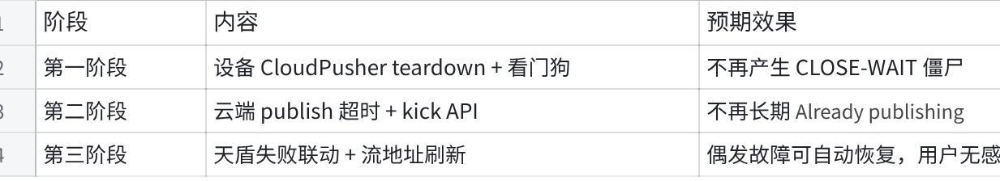 1 阶段 内容 预期效果
2 第一阶段 设备 CloudPusher teardown + 看门狗 不再产生 CLOSE-WAIT 僵尸
3 第二阶段 云端 publish 超时 + kick API 不再长期 Already publishing
4 第三阶段 天盾失败联动 + 流地址刷新 偶发故障可自动恢复，用户无感